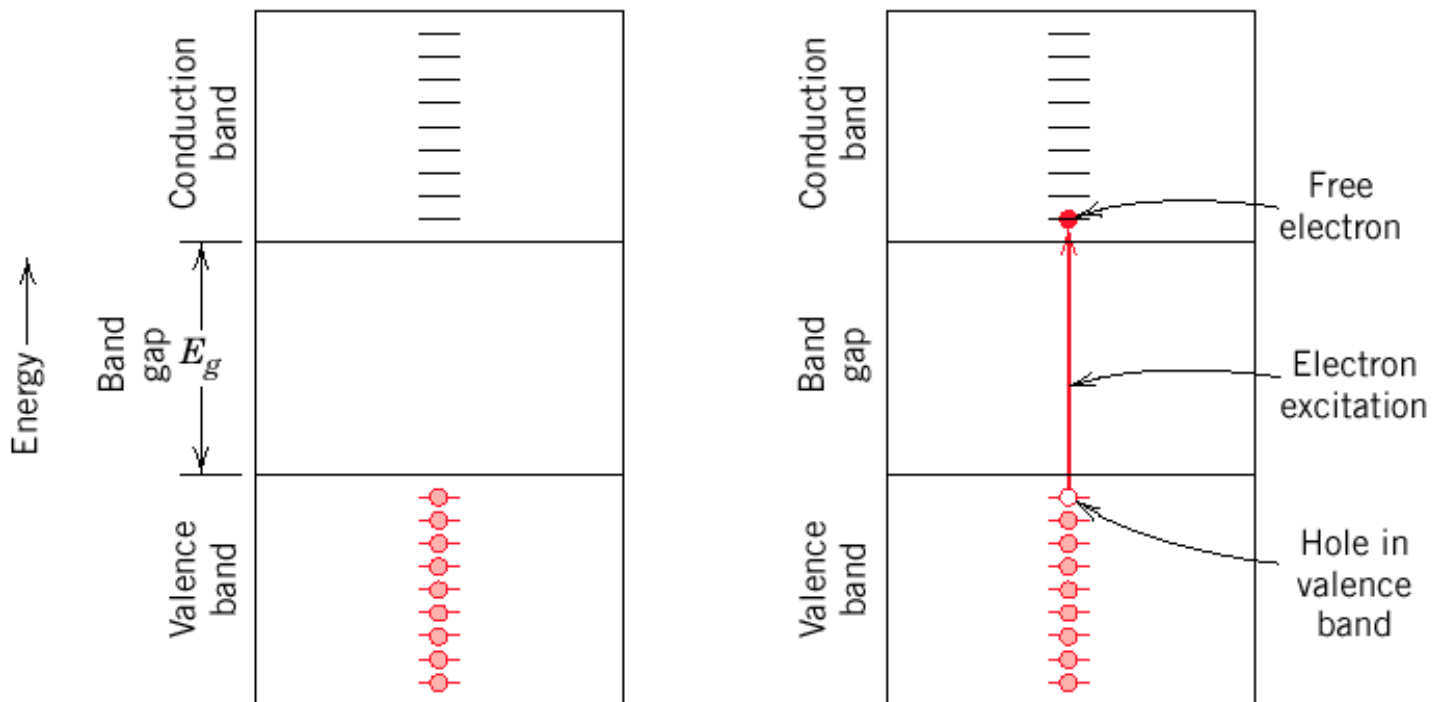 Energy
Conduction
band
Band
gap
E_g
Valence
band
Conduction
band
Band
gap
Valence
band
Free
electron
Electron
excitation
Hole in
valence
band